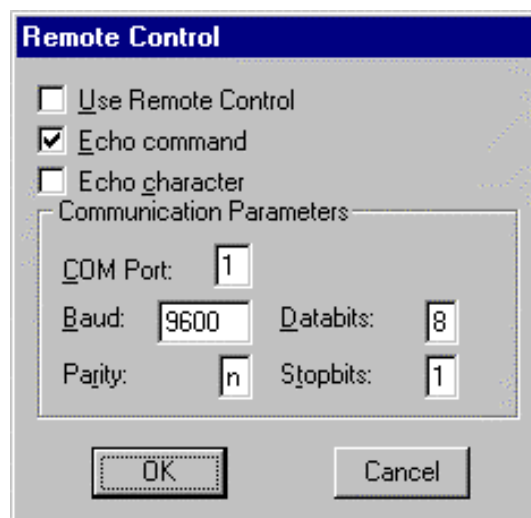 Remote Control
Use Remote Control
Echo command
Echo character
Communication Parameters
COM Port: 1
Baud: 9600 Databits: 8
Parity: n Stopbits: 1
OK Cancel